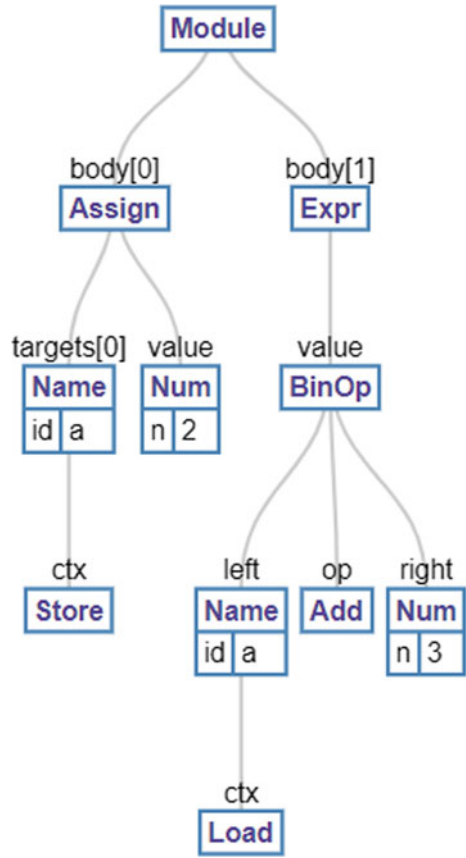 Module
body[0] body[1]
Assign Expr
targets[0] value value
Name Num BinOp
id a n 2
ctx left op right
Store Name Add Num
id a n 3
ctx
Load